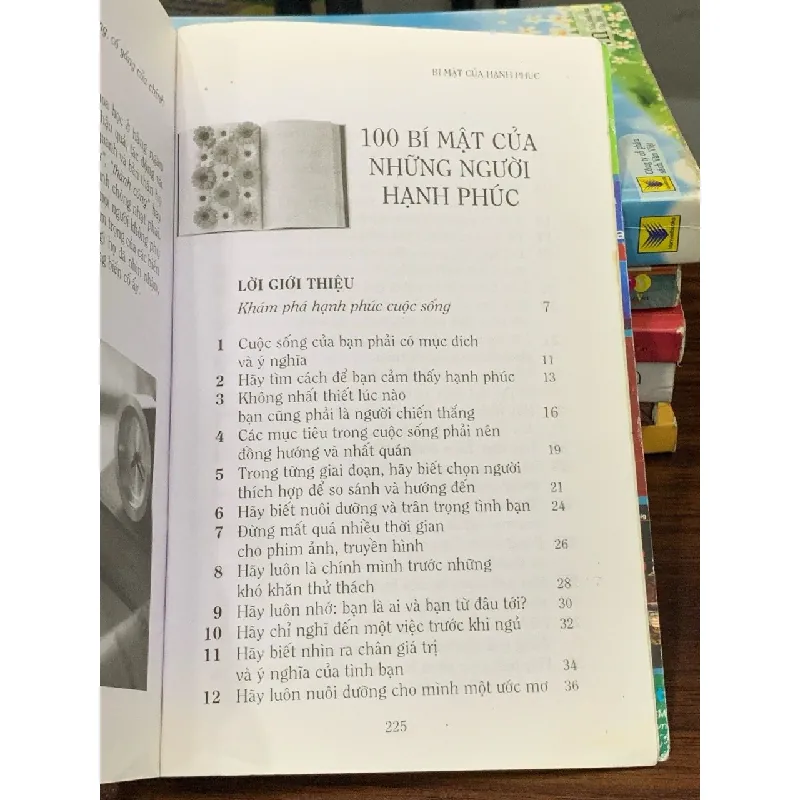 BÍ MẬT CỦA HẠNH PHÚC
100 BÍ MẬT CỦA
NHỮNG NGƯỜI
HẠNH PHÚC
LỜI GIỚI THIỆU
Khám phá hạnh phúc cuộc sống 7
1 Cuộc sống của bạn phải có mục đích
và ý nghĩa 11
2 Hãy tìm cách để bạn cảm thấy hạnh phúc 13
3 Không nhất thiết lúc nào
bạn cũng phải là người chiến thắng 16
4 Các mục tiêu trong cuộc sống phải nên
đồng hướng và nhất quán 19
5 Trong từng giai đoạn, hãy biết chọn người
thích hợp để so sánh và hướng đến 21
6 Hãy biết nuôi dưỡng và trân trọng tình bạn 24
7 Đừng mất quá nhiều thời gian
cho phim ảnh, truyền hình 26
8 Hãy luôn là chính mình trước những
khó khăn thử thách 28
9 Hãy luôn nhớ: bạn là ai và bạn từ đâu tới? 30
10 Hãy chỉ nghĩ đến một việc trước khi ngủ 32
11 Hãy biết nhìn ra chân giá trị
và ý nghĩa của tình bạn 34
12 Hãy luôn nuôi dưỡng cho mình một ước mơ 36
225